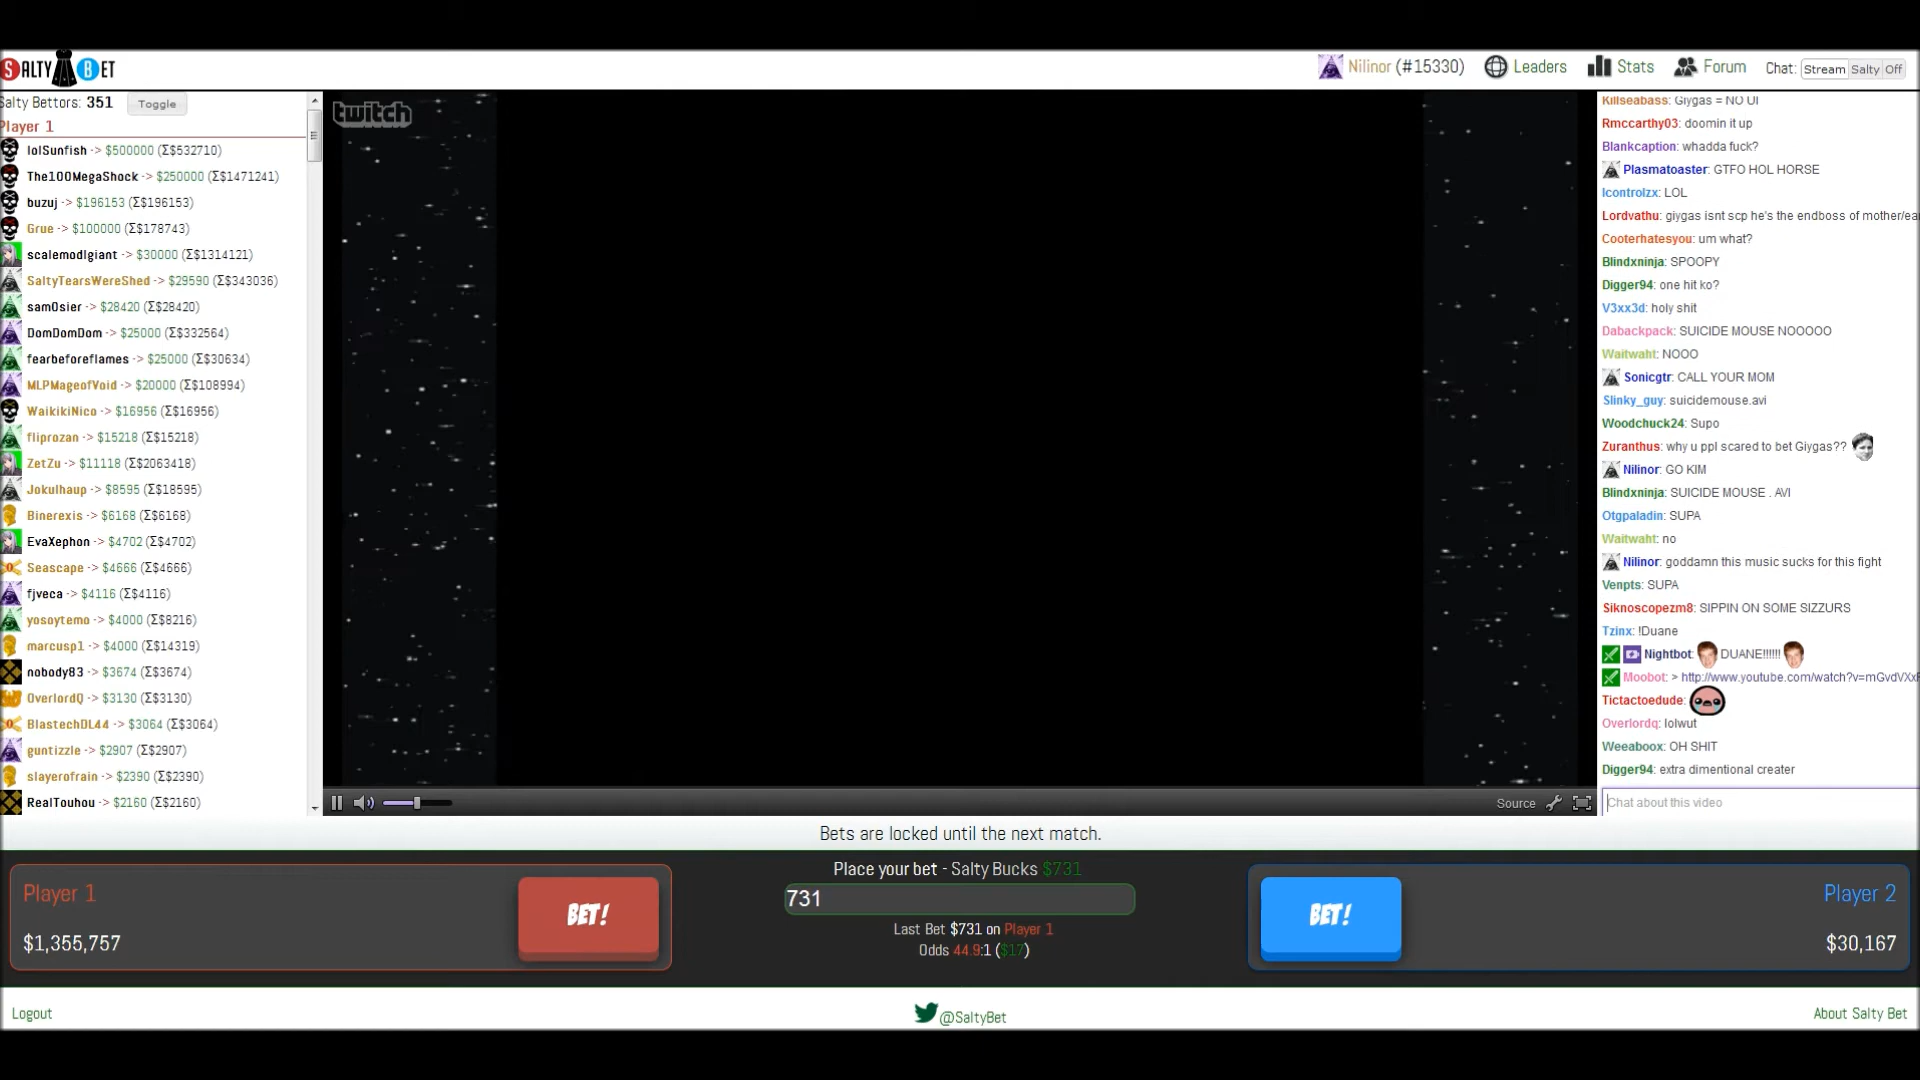 SALTY BET
Nilinor (#15330)
Leaders
Stats
Forum
Chat: Stream Salty Off
Salty Bettors: 351
Toggle
Player 1
lolSunfish -> $500000 (Σ$532710)
The100MegaShock -> $250000 (Σ$1471241)
buzuj -> $196153 (Σ$196153)
Grue -> $100000 (Σ$178743)
scalemodlgiant -> $30000 (Σ$1314121)
SaltyTearsWereShed -> $29590 (Σ$343036)
sam0sier -> $28420 (Σ$28420)
DomDomDom -> $25000 (Σ$332564)
fearbeforeflames -> $25000 (Σ$30634)
MLPMageofVoid -> $20000 (Σ$108994)
WaikikiNico -> $16956 (Σ$16956)
fliprozan -> $15218 (Σ$15218)
ZetZu -> $11118 (Σ$2063418)
Jokulhaup -> $8595 (Σ$18595)
Binerexis -> $6168 (Σ$6168)
EvaXephon -> $4702 (Σ$4702)
Seascape -> $4666 (Σ$4666)
fjveca -> $4116 (Σ$4116)
yosoytemo -> $4000 (Σ$8216)
marcusp1 -> $4000 (Σ$14319)
nobody83 -> $3674 (Σ$3674)
OverlordQ -> $3130 (Σ$3130)
BlastechDL44 -> $3064 (Σ$3064)
guntizzle -> $2907 (Σ$2907)
slayerofrain -> $2390 (Σ$2390)
RealTouhou -> $2160 (Σ$2160)
twitch
Source
Killseabass: Giygas = NO UI
Rmccarthy03: doomin it up
Blankcaption: whadda fuck?
Plasmatoaster: GTFO HOL HORSE
Icontrolzx: LOL
Lordvathu: giygas isnt scp he's the endboss of mother/ea
Cooterhatesyou: um what?
Blindxninja: SPOOPY
Digger94: one hit ko?
V3xx3d: holy shit
Dabackpack: SUICIDE MOUSE NOOOOO
Waitwaht: NOOO
Sonicgtr: CALL YOUR MOM
Slinky_guy: suicidemouse.avi
Woodchuck24: Supo
Zuranthus: why u ppl scared to bet Giygas??
Nilinor: GO KIM
Blindxninja: SUICIDE MOUSE . AVI
Otgpaladin: SUPA
Waitwaht: no
Nilinor: goddamn this music sucks for this fight
Venpts: SUPA
Siknoscopezm8: SIPPIN ON SOME SIZZURS
Tzinx: !Duane
Nightbot: DUANE!!!!!!
Moobot: > http://www.youtube.com/watch?v=mGvdVXxF
Tictactoedude:
Overlordq: lolwut
Weeaboox: OH SHIT
Digger94: extra dimentional creater
Chat about this video
Bets are locked until the next match.
Player 1
$1,355,757
BET!
Place your bet - Salty Bucks $731
731
Last Bet $731 on Player 1
Odds 44.9:1 ($17)
BET!
Player 2
$30,167
Logout
@SaltyBet
About Salty Bet